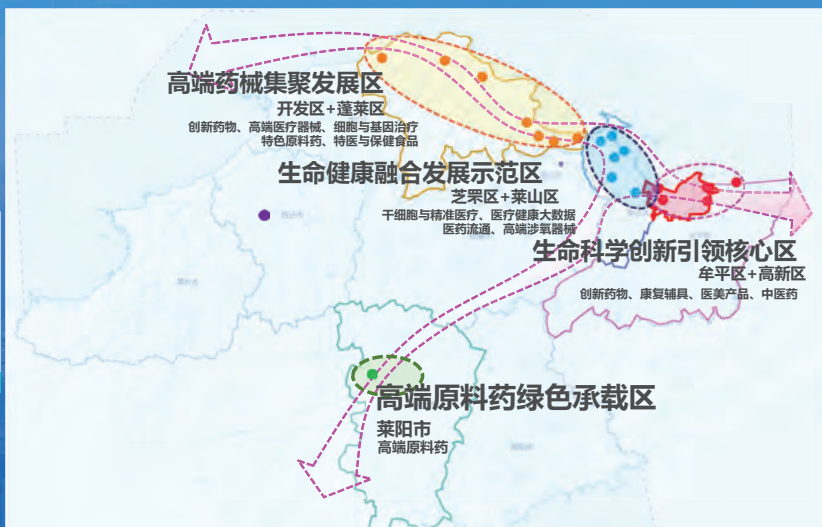 高端药械集聚发展区
开发区+蓬莱区
创新药物、高端医疗器械、细胞与基因治疗
特色原料药、特医与保健食品
生命健康融合发展示范区
芝罘区+莱山区
干细胞与精准医疗、医疗健康大数据
医药流通、高端涉氧器械
生命科学创新引领核心区
牟平区+高新区
创新药物、康复辅具、医美产品、中医药
高端原料药绿色承载区
莱阳市
高端原料药